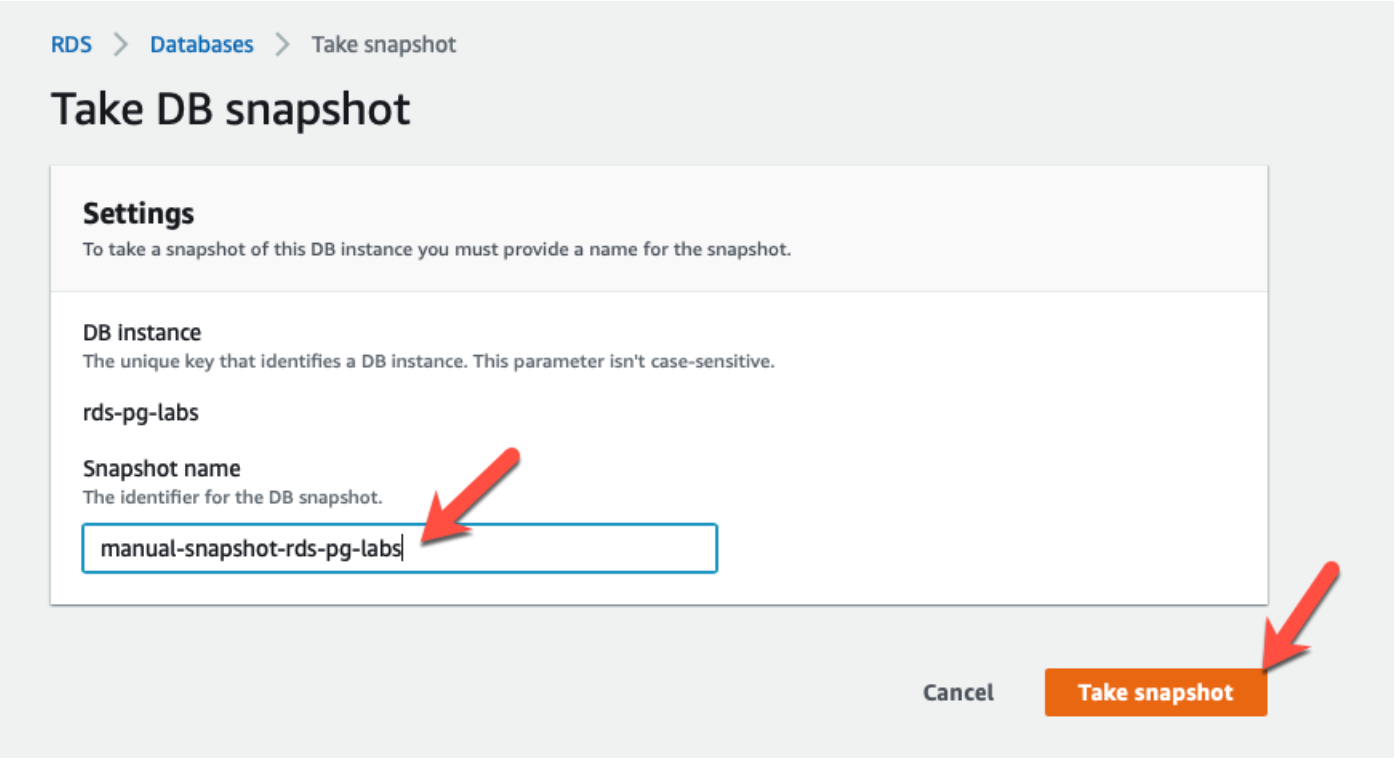 RDS > Databases > Take snapshot
Take DB snapshot
Settings
To take a snapshot of this DB instance you must provide a name for the snapshot.
DB instance
The unique key that identifies a DB instance. This parameter isn't case-sensitive.
rds-pg-labs
Snapshot name
The identifier for the DB snapshot.
manual-snapshot-rds-pg-labs
Cancel Take snapshot